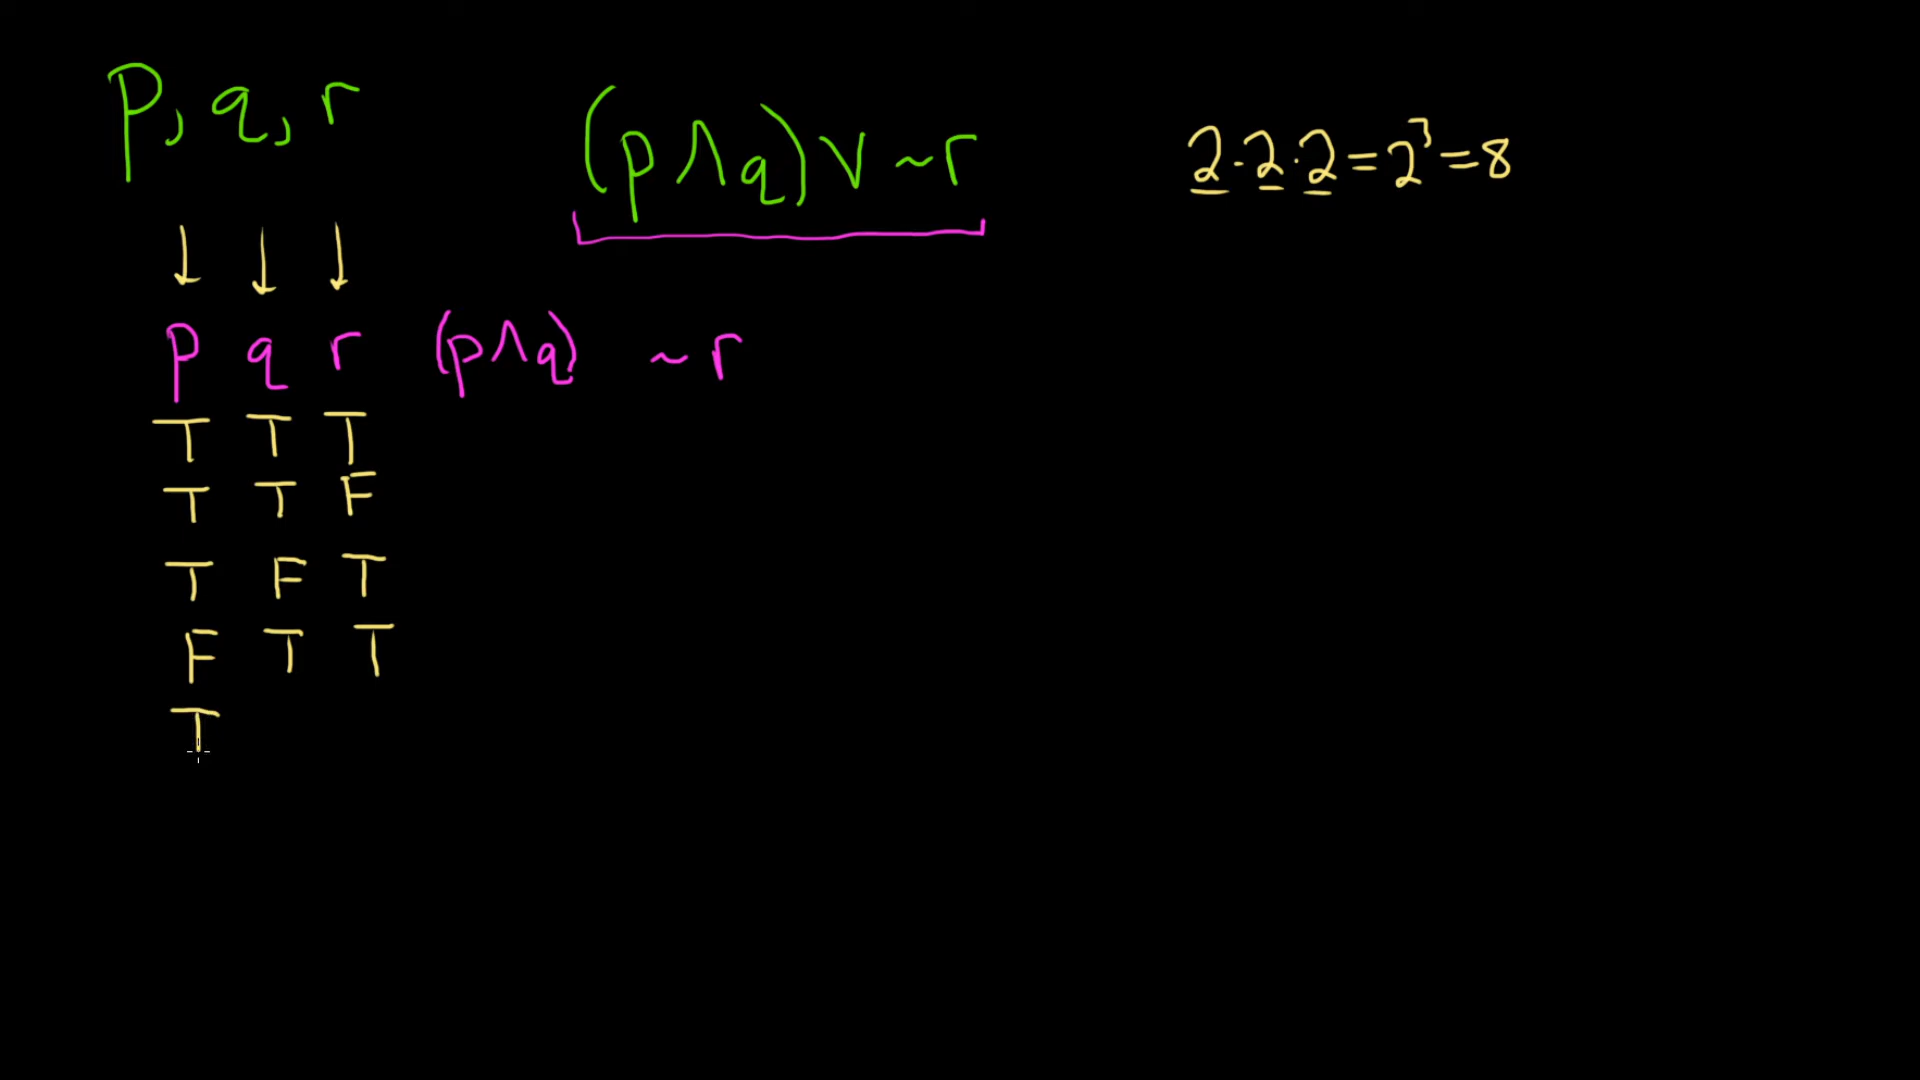 p, q, r
(p ∧ q) ∨ ~r
2·2·2 = 2³ = 8
p q r (p ∧ q) ~r
T T T
T T F
T F T
F T T
T